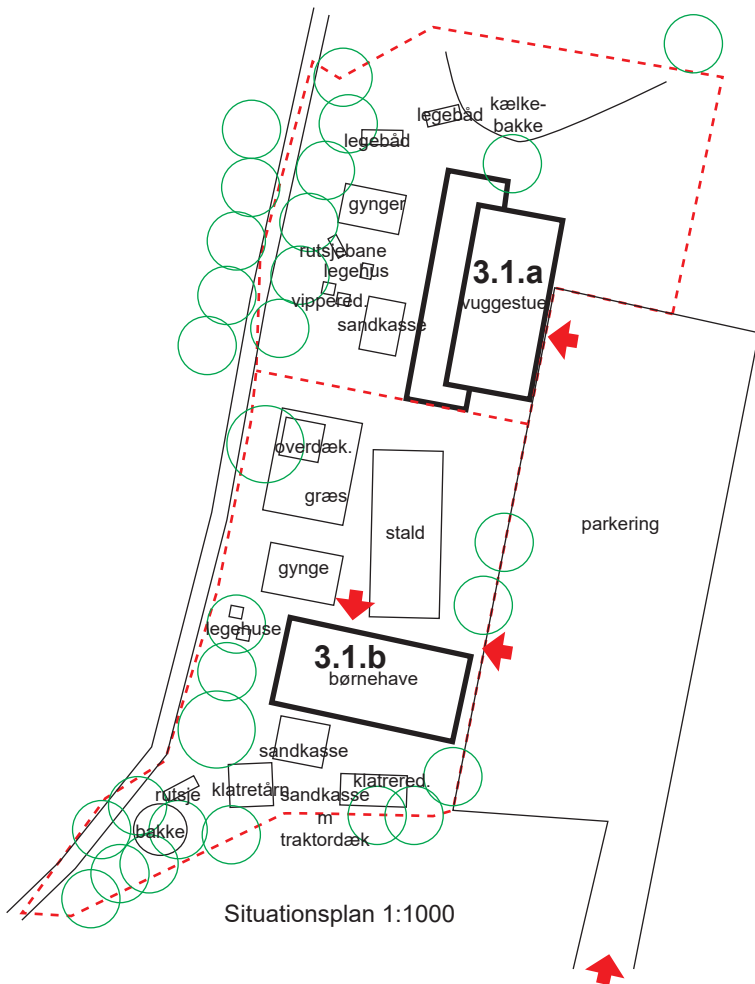 kælke-
bakke
legebåd
legebåd
gynger
rutsjebane
legehus
vippered.
sandkasse
3.1.a
vuggestue
overdæk.
græs
stald
parkering
gynge
legehuse
3.1.b
børnehave
sandkasse
rutsje
klatretårn
klatrered.
sandkasse
m
traktordæk
bakke
Situationsplan 1:1000